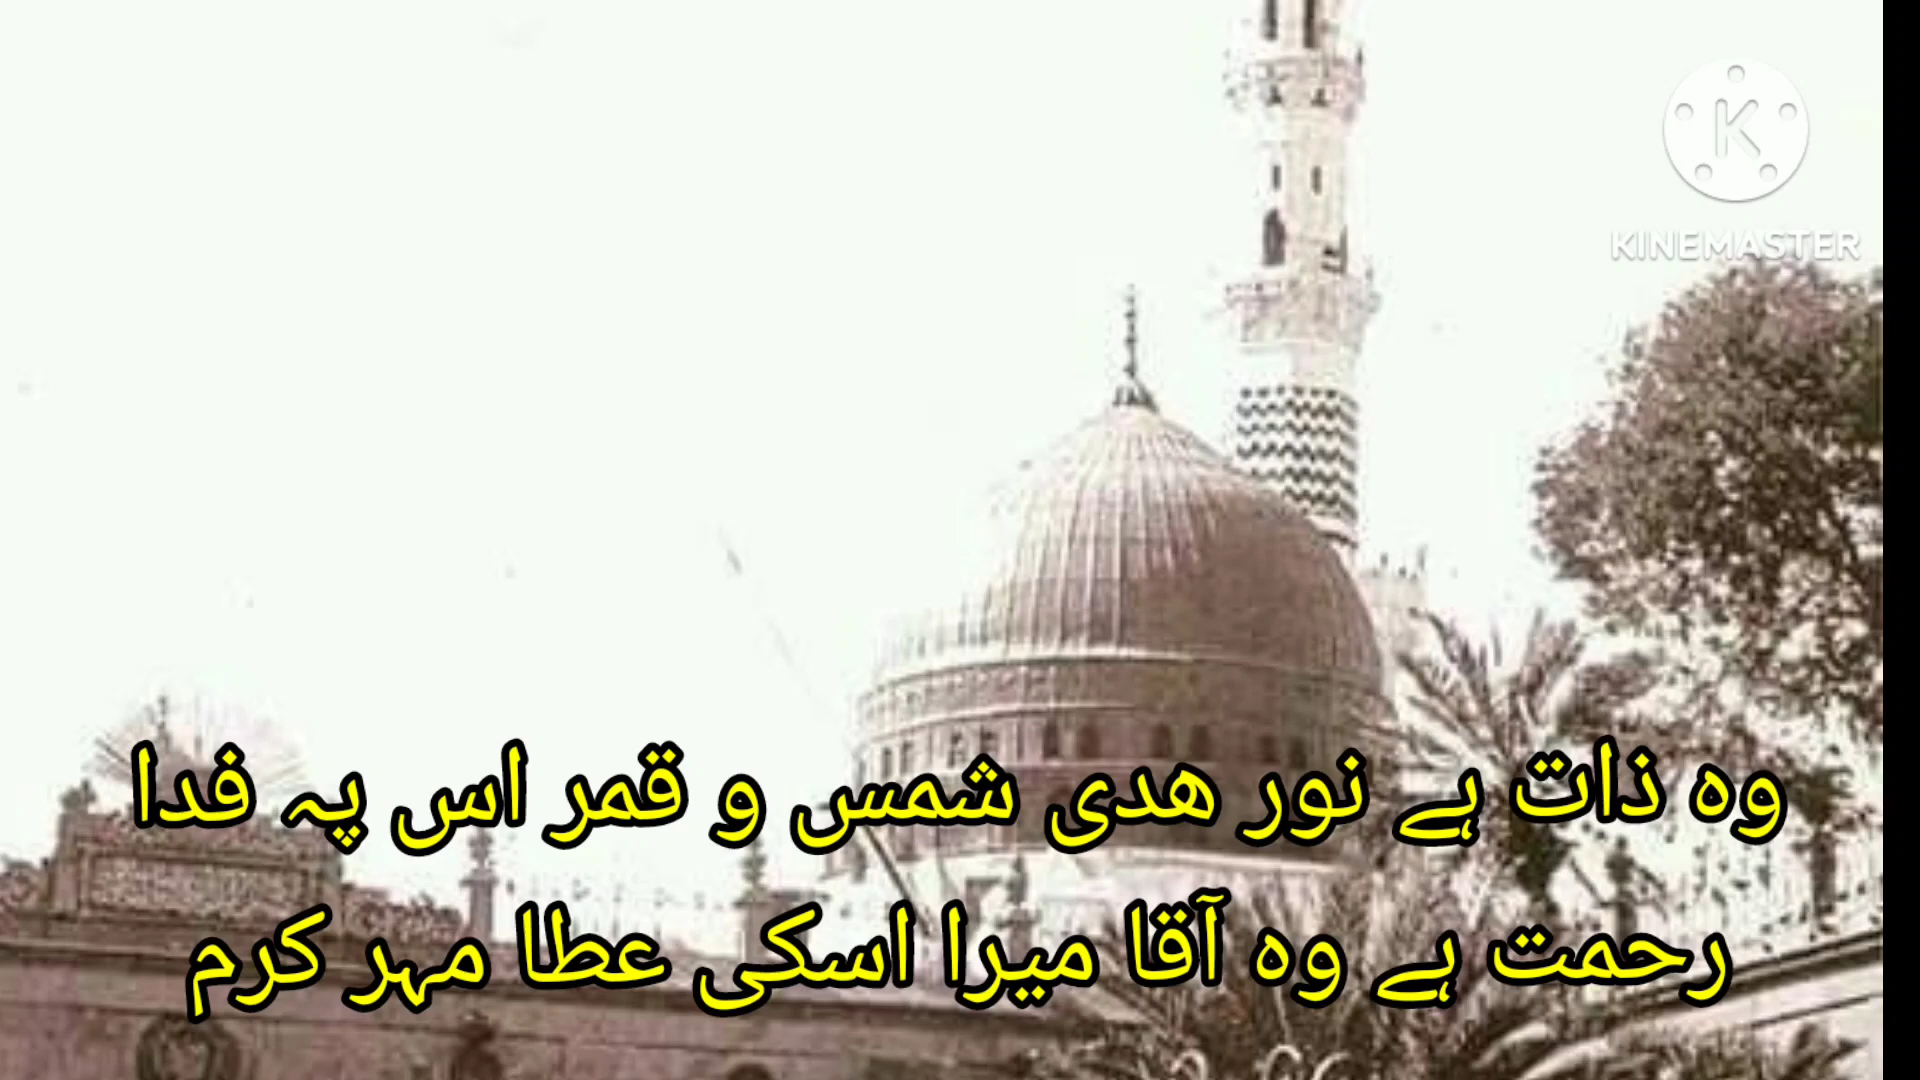 KINEMASTER
وہ ذات ہے نور ھدی شمس و قمر اس پہ فدا
رحمت ہے وہ آقا میرا اسکی عطا مہر کرم